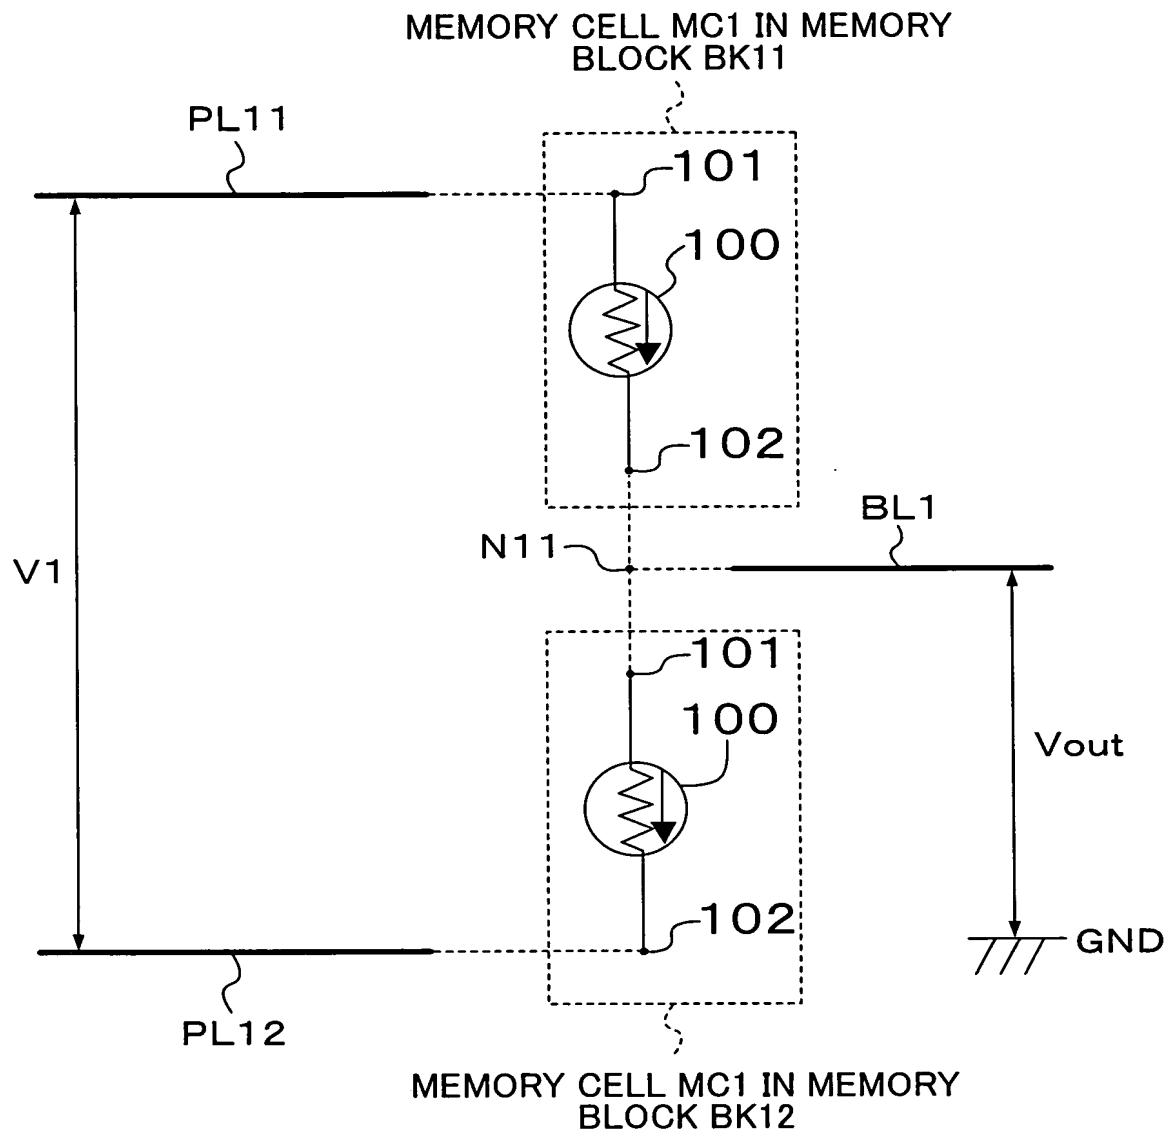 MEMORY CELL MC1 IN MEMORY
BLOCK BK11
PL11
101
100
102
BL1
N11
V1
101
100
Vout
102
GND
PL12
MEMORY CELL MC1 IN MEMORY
BLOCK BK12